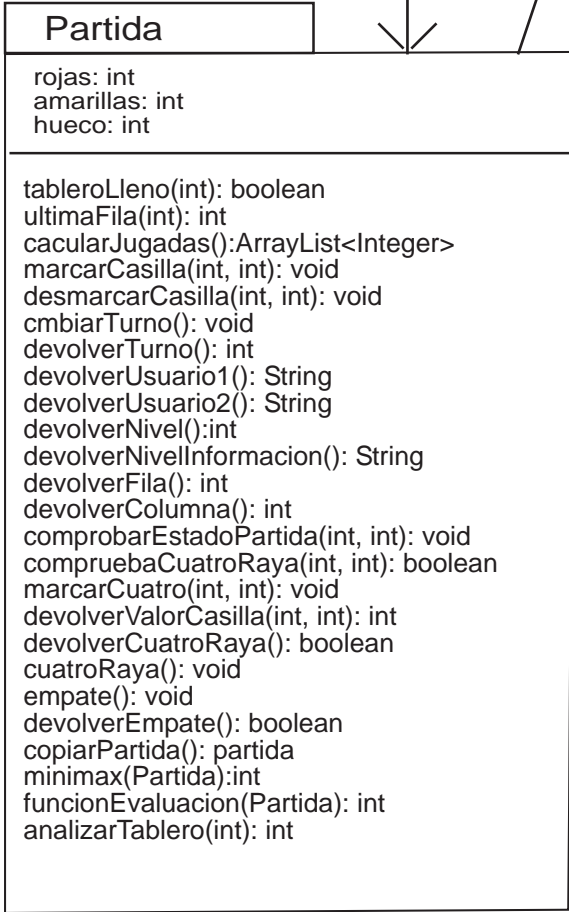 Partida
rojas: int
amarillas: int
hueco: int
tableroLleno(int): boolean
ultimaFila(int): int
cacularJugadas():ArrayList<Integer>
marcarCasilla(int, int): void
desmarcarCasilla(int, int): void
cmbiarTurno(): void
devolverTurno(): int
devolverUsuario1(): String
devolverUsuario2(): String
devolverNivel():int
devolverNivelInformacion(): String
devolverFila(): int
devolverColumna(): int
comprobarEstadoPartida(int, int): void
compruebaCuatroRaya(int, int): boolean
marcarCuatro(int, int): void
devolverValorCasilla(int, int): int
devolverCuatroRaya(): boolean
cuatroRaya(): void
empate(): void
devolverEmpate(): boolean
copiarPartida(): partida
minimax(Partida):int
funcionEvaluacion(Partida): int
analizarTablero(int): int